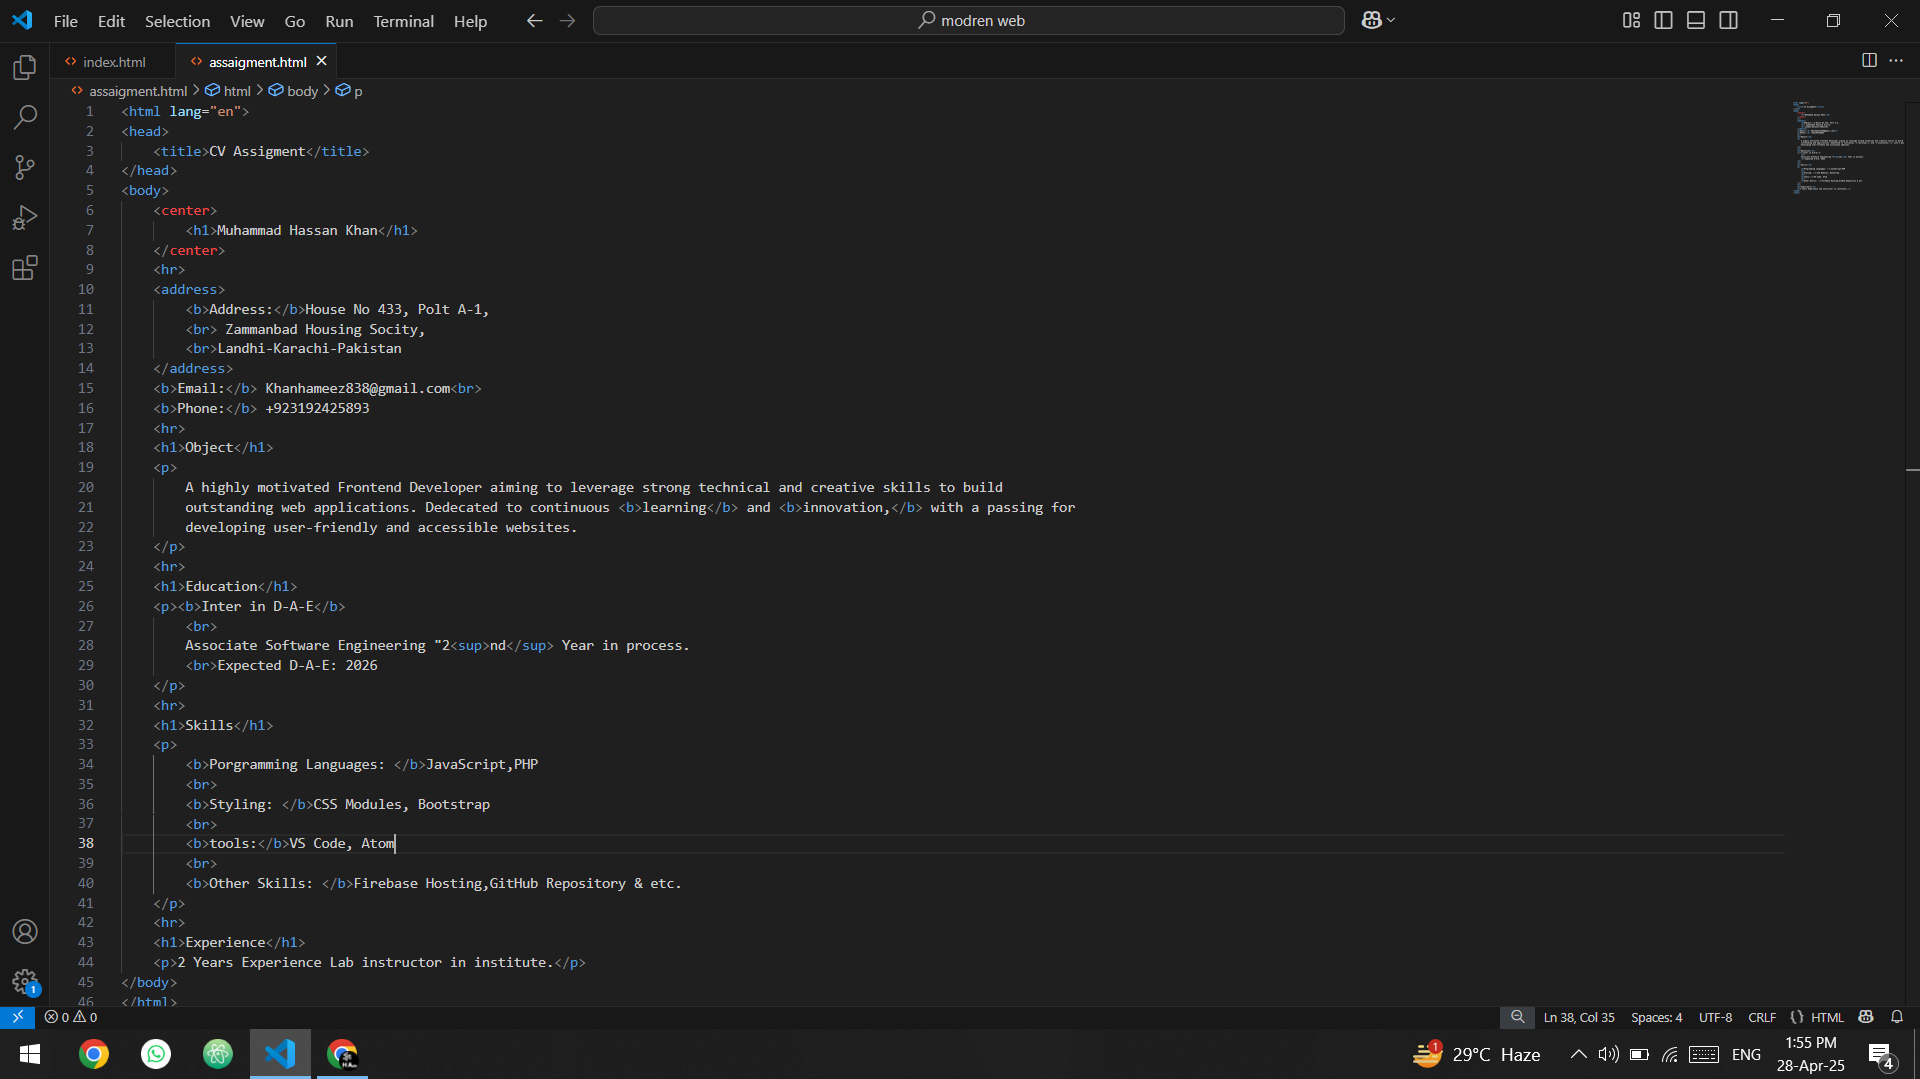 File Edit Selection View Go Run Terminal Help
modren web
index.html
assaigment.html
assaigment.html > html > body > p
1 <html lang="en">
2 <head>
3 <title>CV Assigment</title>
4 </head>
5 <body>
6 <center>
7 <h1>Muhammad Hassan Khan</h1>
8 </center>
9 <hr>
10 <address>
11 <b>Address:</b>House No 433, Polt A-1,
12 <br> Zammanbad Housing Socity,
13 <br>Landhi-Karachi-Pakistan
14 </address>
15 <b>Email:</b> Khanhameez838@gmail.com<br>
16 <b>Phone:</b> +923192425893
17 <hr>
18 <h1>Object</h1>
19 <p>
20 A highly motivated Frontend Developer aiming to leverage strong technical and creative skills to build
21 outstanding web applications. Dedecated to continuous <b>learning</b> and <b>innovation,</b> with a passing for
22 developing user-friendly and accessible websites.
23 </p>
24 <hr>
25 <h1>Education</h1>
26 <p><b>Inter in D-A-E</b>
27 <br>
28 Associate Software Engineering "2<sup>nd</sup> Year in process.
29 <br>Expected D-A-E: 2026
30 </p>
31 <hr>
32 <h1>Skills</h1>
33 <p>
34 <b>Porgramming Languages: </b>JavaScript,PHP
35 <br>
36 <b>Styling: </b>CSS Modules, Bootstrap
37 <br>
38 <b>tools:</b>VS Code, Atom
39 <br>
40 <b>Other Skills: </b>Firebase Hosting,GitHub Repository & etc.
41 </p>
42 <hr>
43 <h1>Experience</h1>
44 <p>2 Years Experience Lab instructor in institute.</p>
45 </body>
46 </html>
1
0 0
Ln 38, Col 35 Spaces: 4 UTF-8 CRLF {} HTML
1 29°C Haze ENG
1:55 PM
28-Apr-25
4